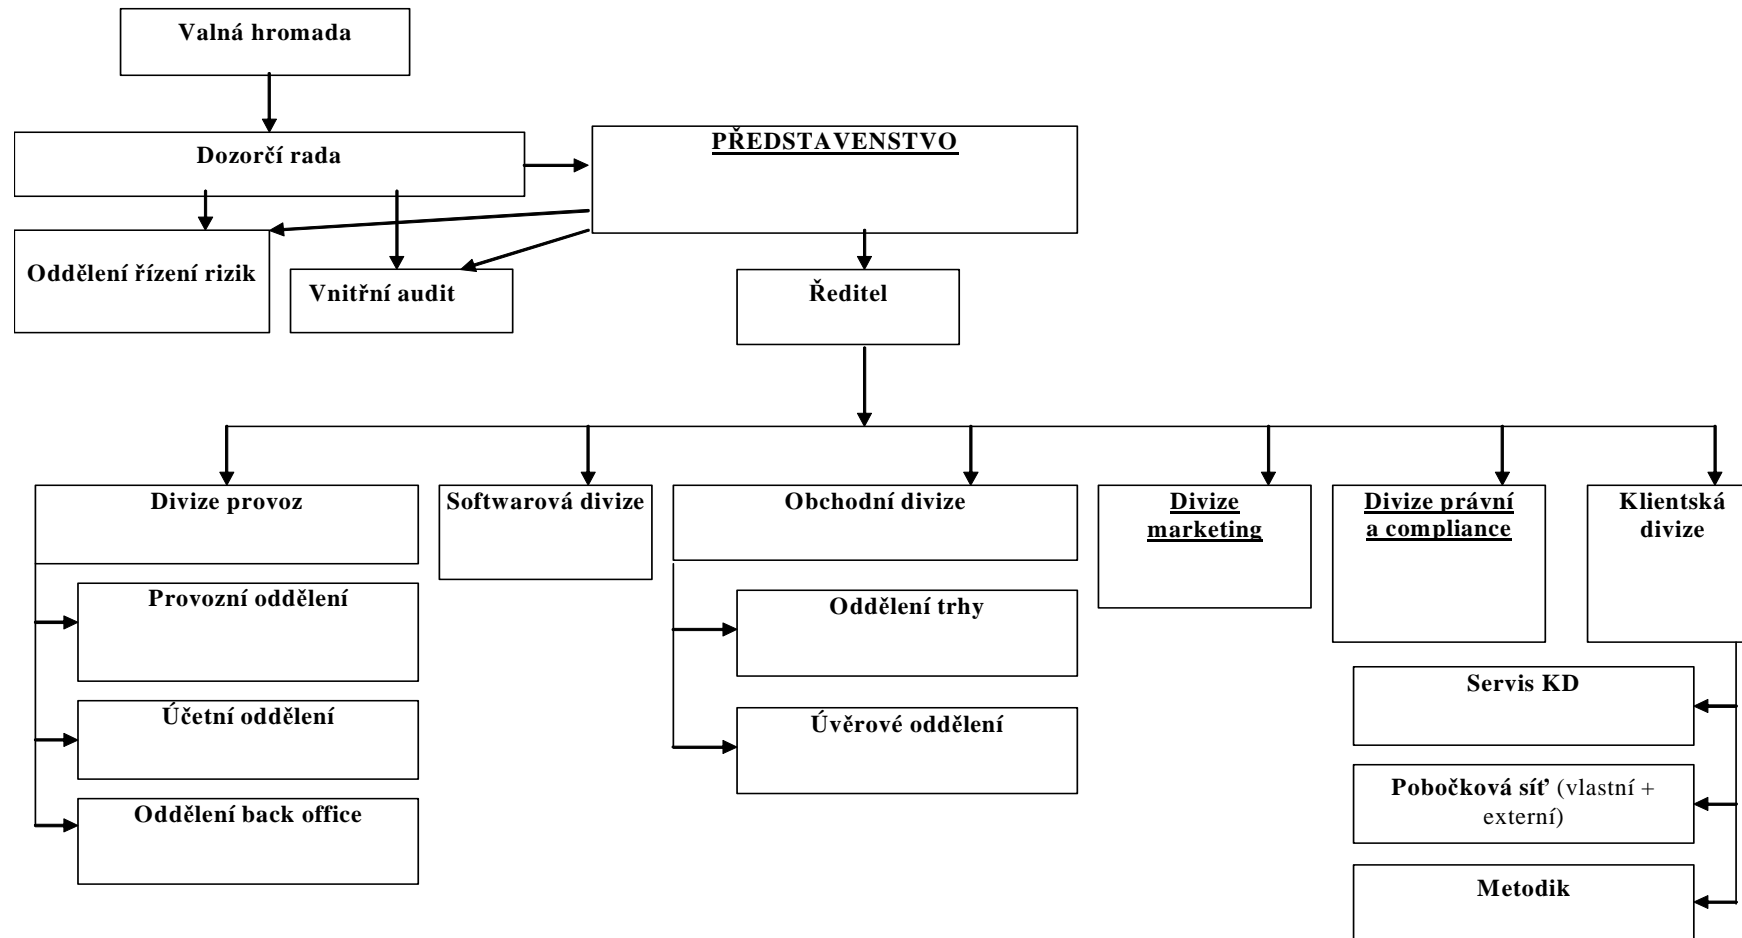 Valná hromada
Dozorčí rada
PŘEDSTAVENSTVO
Oddělení řízení rizik
Vnitřní audit
Ředitel
Divize provoz
Softwarová divize
Obchodní divize
Divize
marketing
Divize právní
a compliance
Klientská
divize
Provozní oddělení
Účetní oddělení
Oddělení back office
Oddělení trhy
Úvěrové oddělení
Servis KD
Pobočková síť (vlastní +
externí)
Metodik